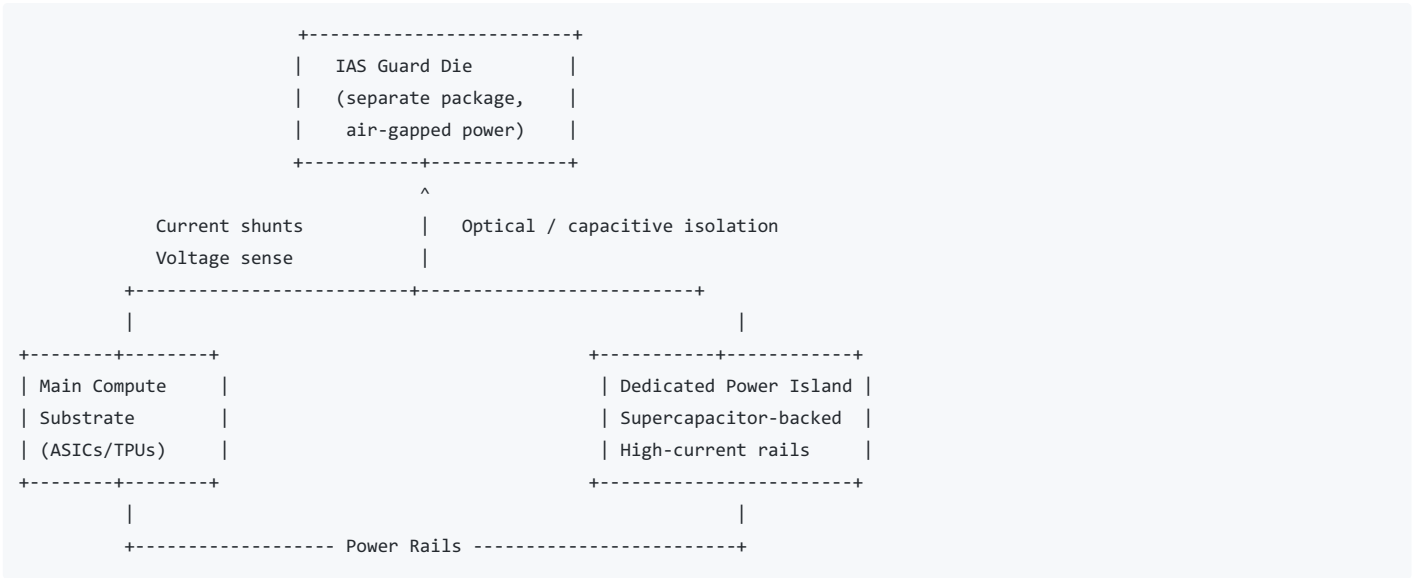 IAS Guard Die
(separate package,
air-gapped power)
Current shunts
Optical / capacitive isolation
Voltage sense
Main Compute
Dedicated Power Island
Substrate
Supercapacitor-backed
(ASICs/TPUs)
High-current rails
Power Rails